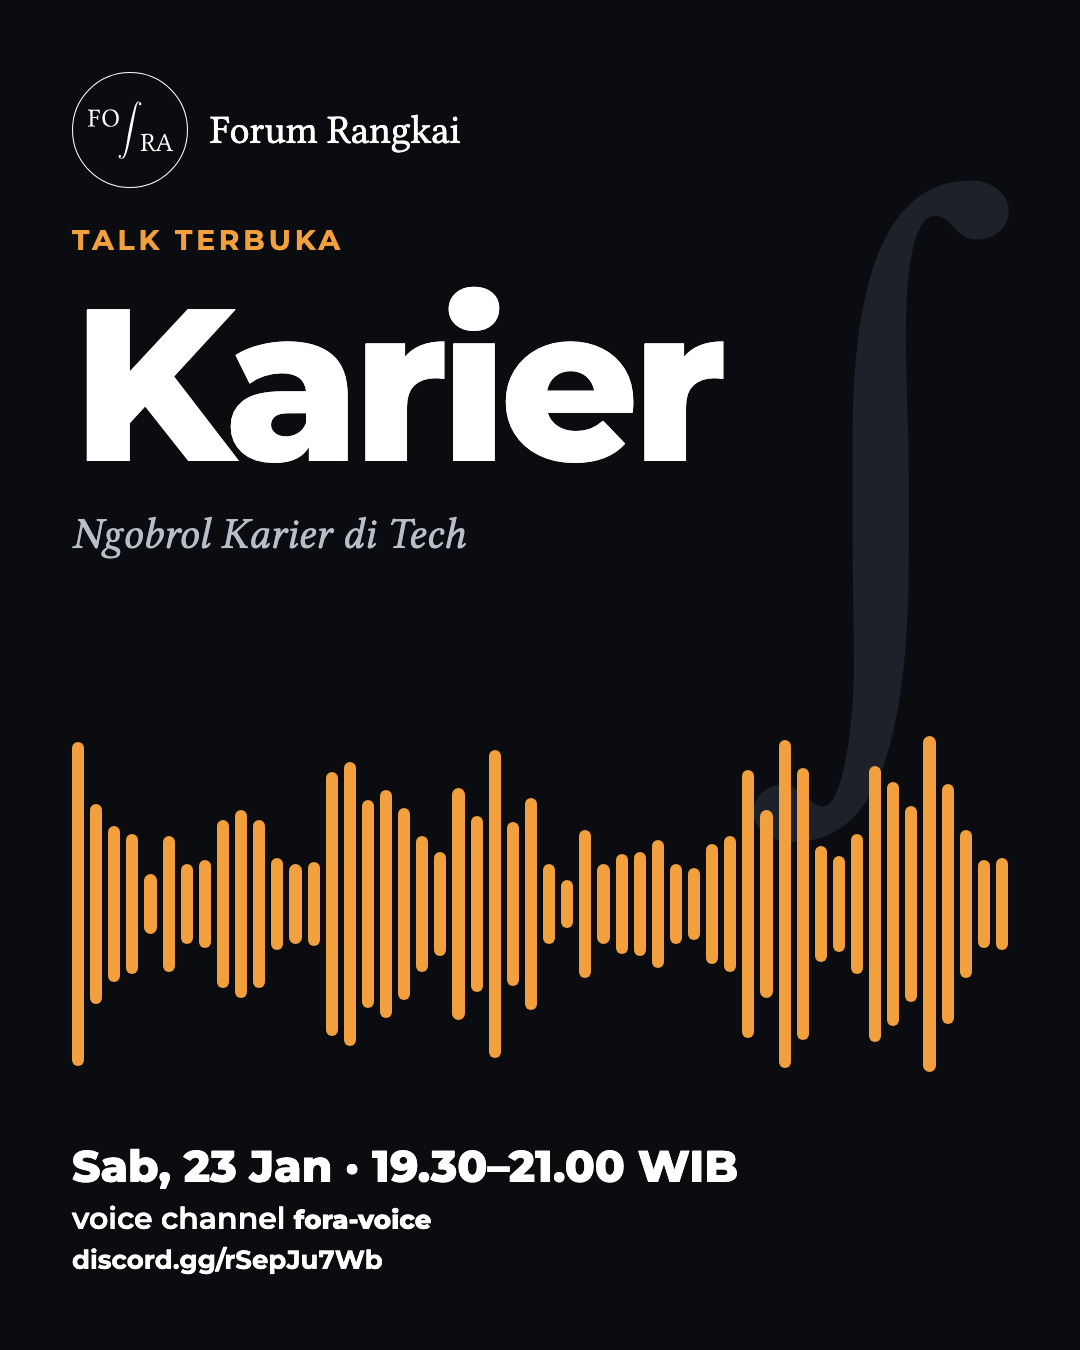 FO ∫ RA
Forum Rangkai
TALK TERBUKA
Karier
Ngobrol Karier di Tech
∫
Sab, 23 Jan · 19.30–21.00 WIB
voice channel fora-voice
discord.gg/rSepJu7Wb